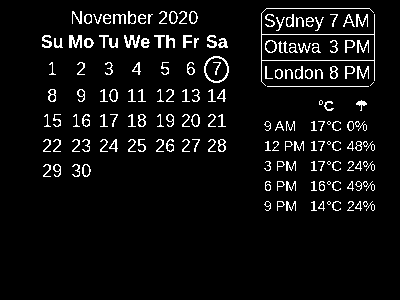 November 2020
Su Mo Tu We Th Fr Sa
1 2 3 4 5 6 7
8 9 10 11 12 13 14
15 16 17 18 19 20 21
22 23 24 25 26 27 28
29 30
Sydney 7 AM
Ottawa 3 PM
London 8 PM
°C ☂
9 AM 17°C 0%
12 PM 17°C 48%
3 PM 17°C 24%
6 PM 16°C 49%
9 PM 14°C 24%